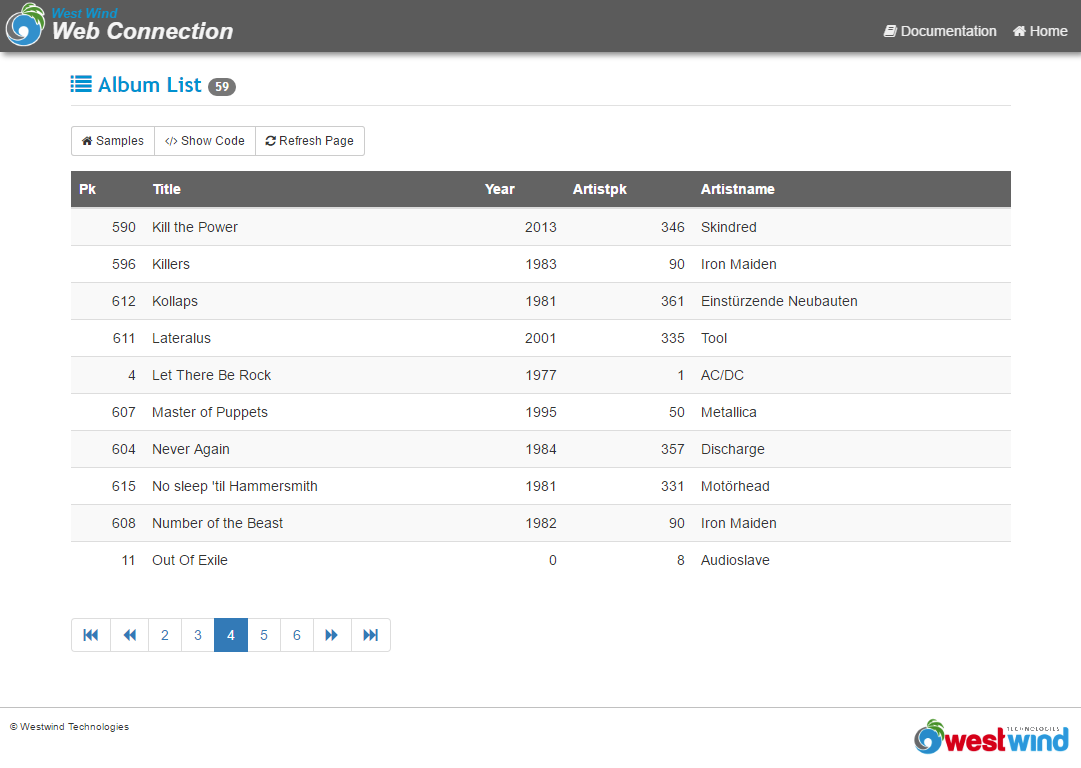 West Wind
Web Connection
Documentation Home
Album List 59
Samples </> Show Code Refresh Page
Pk Title Year Artistpk Artistname
590 Kill the Power 2013 346 Skindred
596 Killers 1983 90 Iron Maiden
612 Kollaps 1981 361 Einstürzende Neubauten
611 Lateralus 2001 335 Tool
4 Let There Be Rock 1977 1 AC/DC
607 Master of Puppets 1995 50 Metallica
604 Never Again 1984 357 Discharge
615 No sleep 'til Hammersmith 1981 331 Motörhead
608 Number of the Beast 1982 90 Iron Maiden
11 Out Of Exile 0 8 Audioslave
2 3 4 5 6
© Westwind Technologies
TECHNOLOGIES
westwind